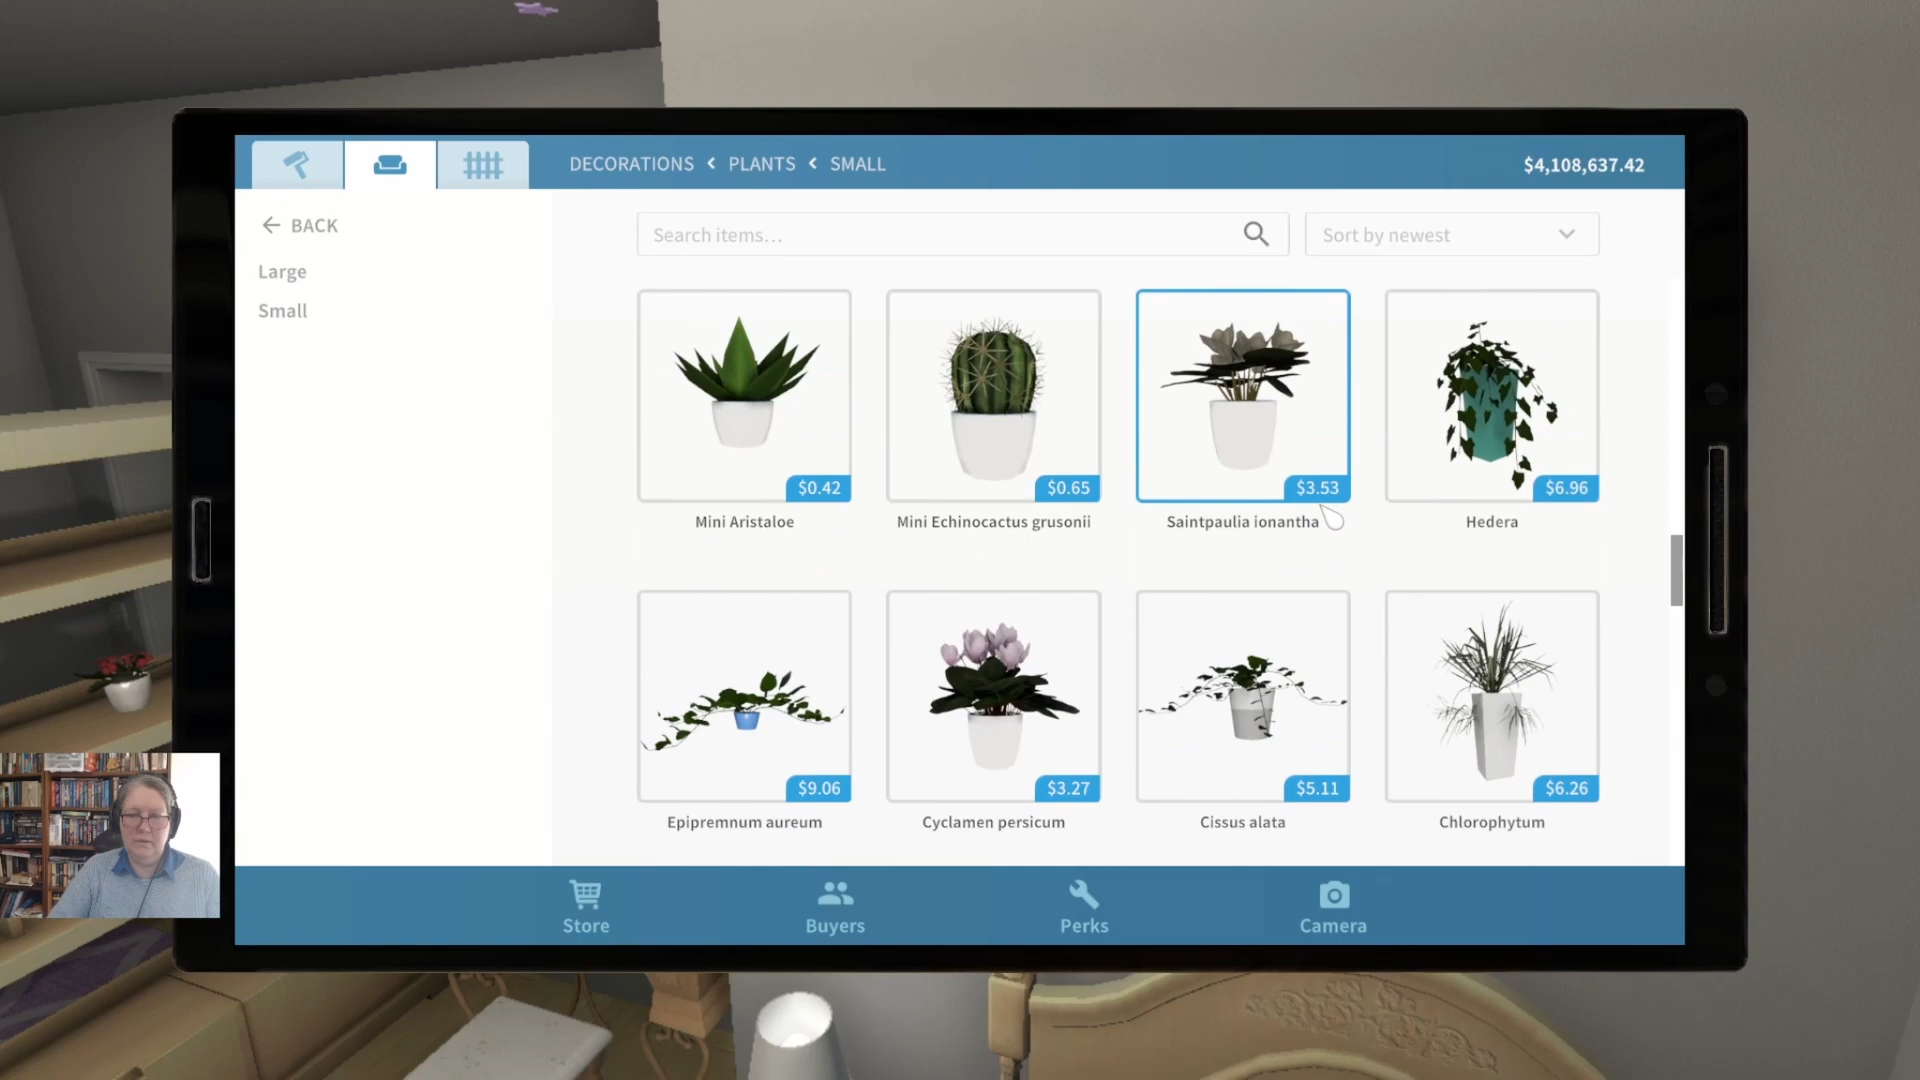 DECORATIONS < PLANTS < SMALL
$4,108,637.42
BACK
Large
Small
Search items...
Sort by newest
$0.42
$0.65
$3.53
$6.96
Mini Aristaloe
Mini Echinocactus grusonii
Saintpaulia ionantha
Hedera
$9.06
$3.27
$5.11
$6.26
Epipremnum aureum
Cyclamen persicum
Cissus alata
Chlorophytum
Store
Buyers
Perks
Camera